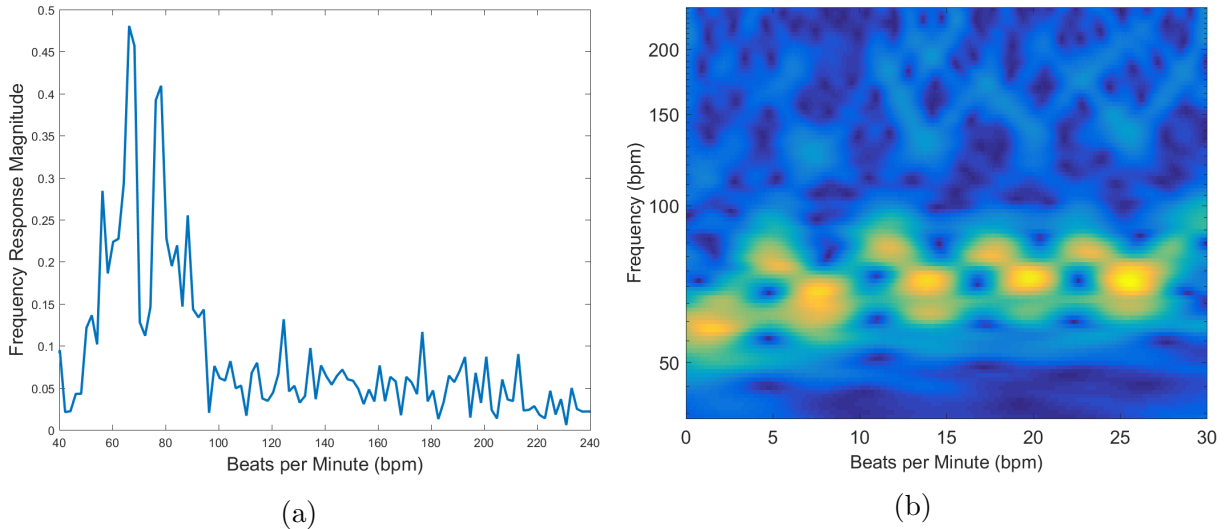 0.5
0.45
0.4
0.35
0.3
0.25
0.2
0.15
0.1
0.05
0
Frequency Response Magnitude
40 60 80 100 120 140 160 180 200 220 240
Beats per Minute (bpm)
(a)
200
150
100
50
Frequency (bpm)
0 5 10 15 20 25 30
Beats per Minute (bpm)
(b)